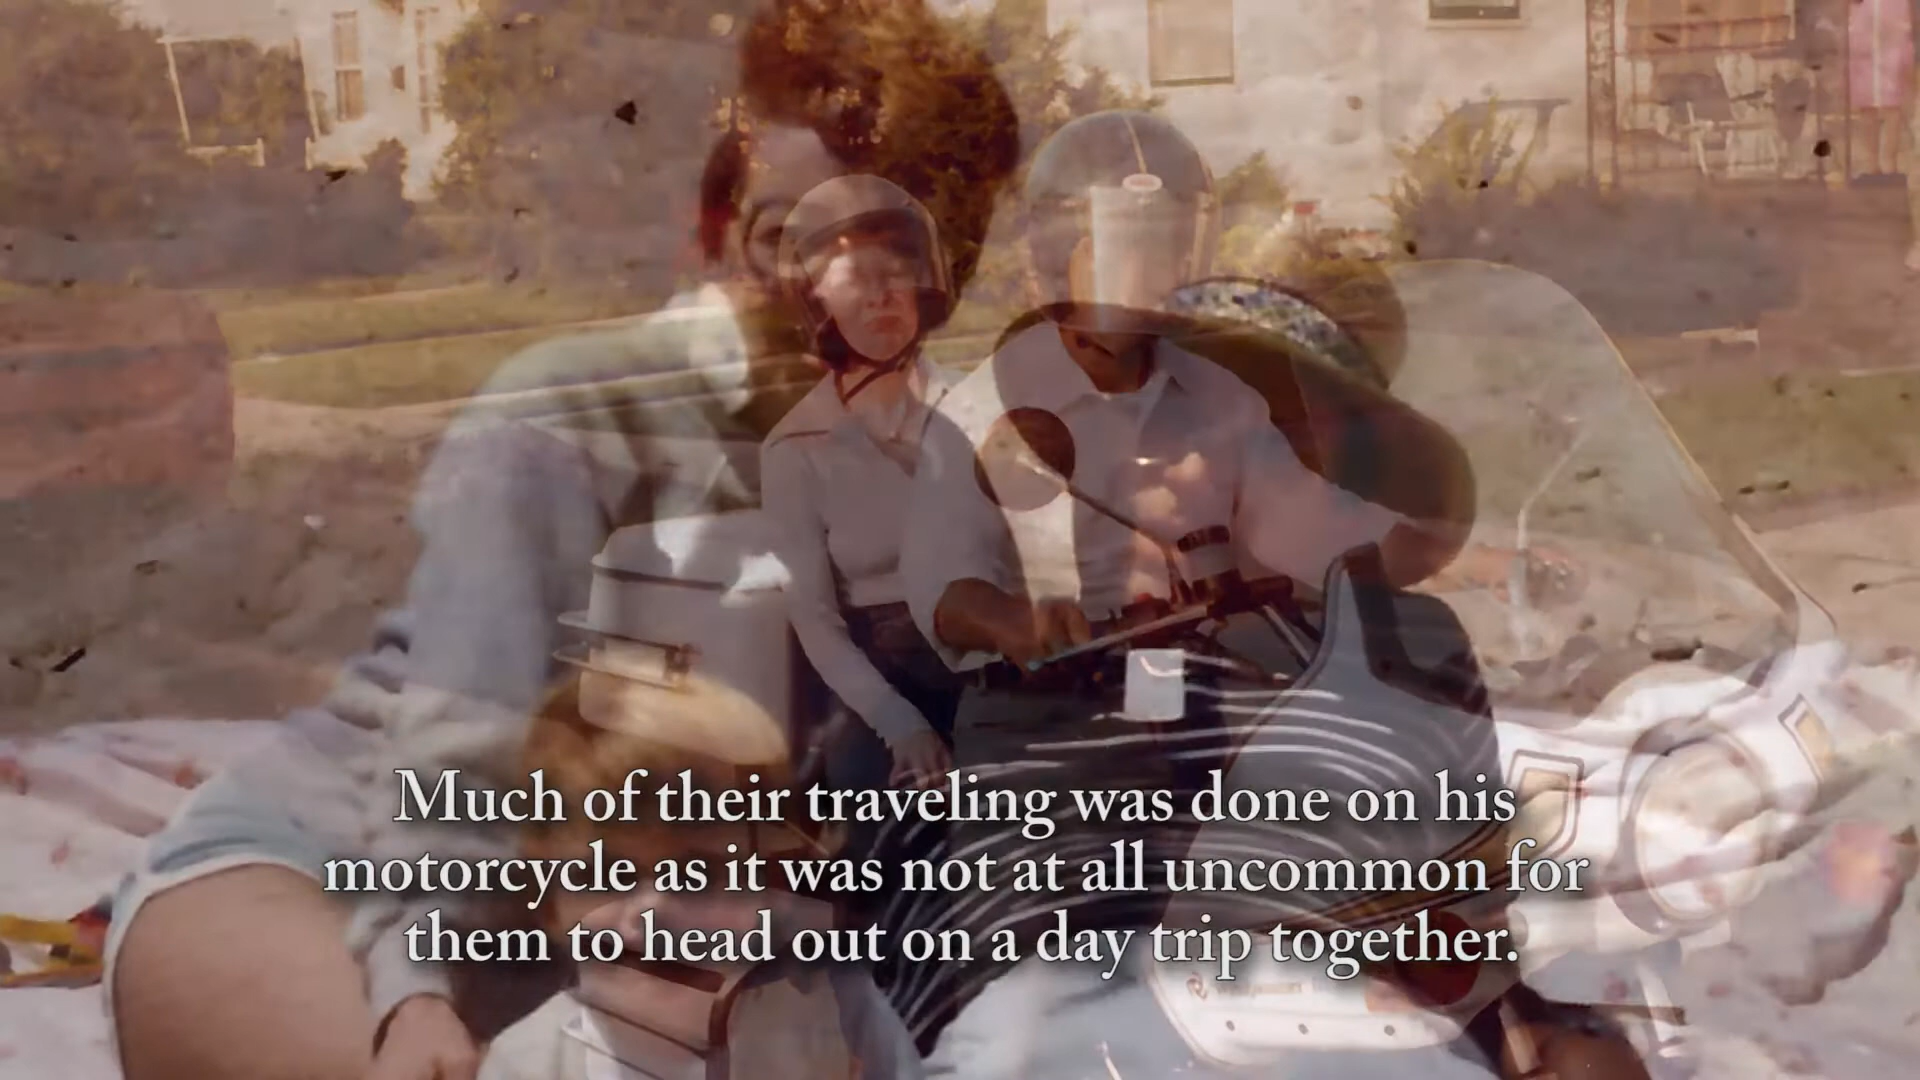 Much of their traveling was done on his
motorcycle as it was not at all uncommon for
them to head out on a day trip together.